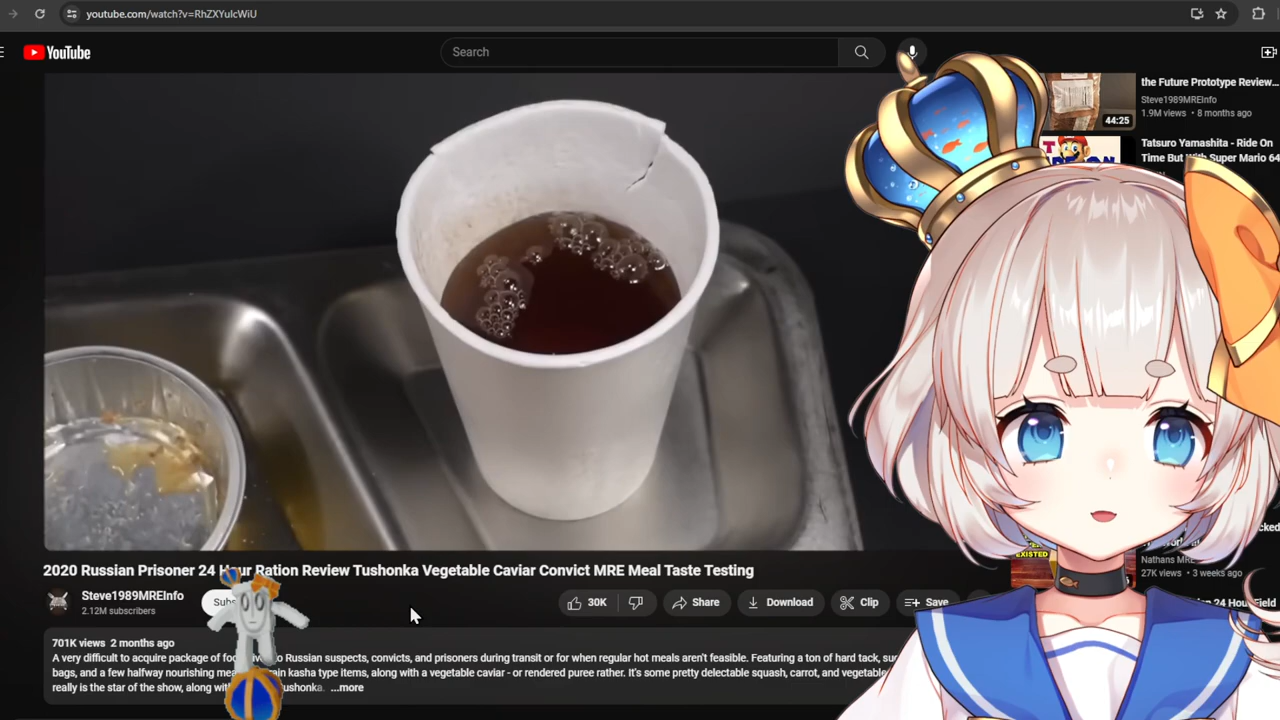 youtube.com/watch?v=RhZXYulcWiU
YouTube
Search
the Future Prototype Review...
Steve1989MREInfo
1.9M views • 8 months ago
44:25
Tatsuro Yamashita - Ride On
Time But With Super Mario 64
2020 Russian Prisoner 24 Hour Ration Review Tushonka Vegetable Caviar Convict MRE Meal Taste Testing
Steve1989MREInfo
2.12M subscribers
30K
Share
Download
Clip
Save
EXISTED
Nathans MRE
27K views • 3 weeks ago
701K views 2 months ago
A very difficult to acquire package of
to Russian suspects, convicts, and prisoners during transit or for when regular hot meals aren't feasible. Featuring a ton of hard tack,
bags, and a few halfway nourishing
kasha type items, along with a vegetable caviar - or rendered puree rather. It's some pretty delectable squash, carrot, and
really is the star of the show,
...more